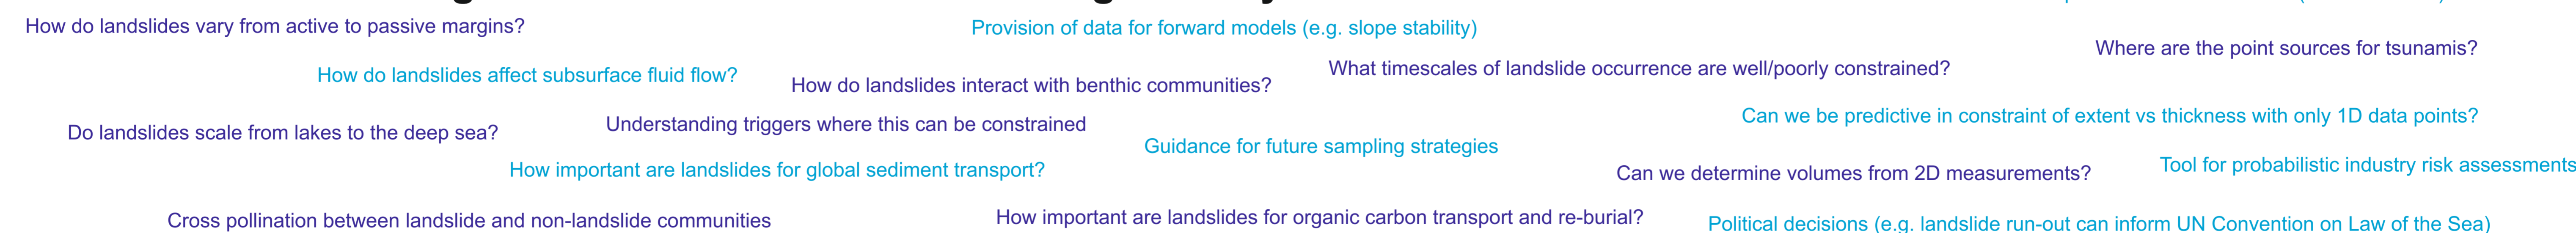 How do landslides vary from active to passive margins?
Provision of data for forward models (e.g. slope stability)
Where are the point sources for tsunamis?
What timescales of landslide occurrence are well/poorly constrained?
How do landslides affect subsurface fluid flow?
How do landslides interact with benthic communities?
Can we be predictive in constraint of extent vs thickness with only 1D data points?
Understanding triggers where this can be constrained
Do landslides scale from lakes to the deep sea?
Guidance for future sampling strategies
Tool for probabilistic industry risk assessments
How important are landslides for global sediment transport?
Can we determine volumes from 2D measurements?
Cross pollination between landslide and non-landslide communities
How important are landslides for organic carbon transport and re-burial?
Political decisions (e.g. landslide run-out can inform UN Convention on Law of the Sea)